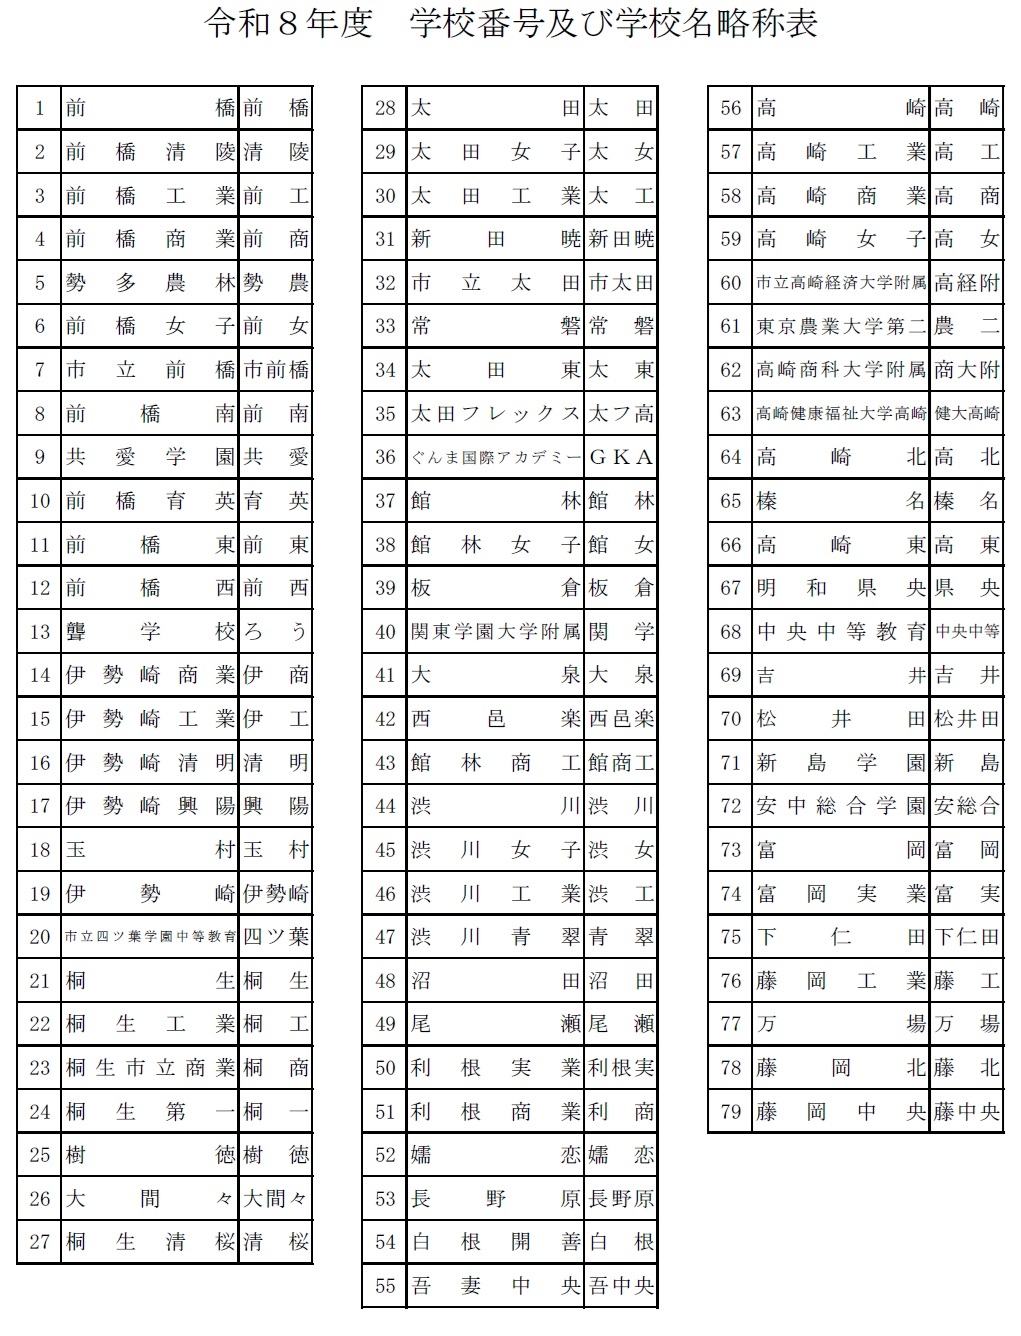 令和８年度　学校番号及び学校名略称表
1 前橋 前橋
2 前橋清陵 清陵
3 前橋工業 前工
4 前橋商業 前商
5 勢多農林 勢農
6 前橋女子 前女
7 市立前橋 市前橋
8 前橋南 前南
9 共愛学園 共愛
10 前橋育英 育英
11 前橋東 前東
12 前橋西 前西
13 聾学校 ろう
14 伊勢崎商業 伊商
15 伊勢崎工業 伊工
16 伊勢崎清明 清明
17 伊勢崎興陽 興陽
18 玉村 玉村
19 伊勢崎 伊勢崎
20 市立四ツ葉学園中等教育 四ツ葉
21 桐生 桐生
22 桐生工業 桐工
23 桐生市立商業 桐商
24 桐生第一 桐一
25 樹徳 樹徳
26 大間々 大間々
27 桐生清桜 清桜
28 太田 太田
29 太田女子 太女
30 太田工業 太工
31 新田暁 新田暁
32 市立太田 市太田
33 常磐 常磐
34 太田東 太東
35 太田フレックス 太フ高
36 ぐんま国際アカデミー ＧＫＡ
37 館林 館林
38 館林女子 館女
39 板倉 板倉
40 関東学園大学附属 関学
41 大泉 大泉
42 西邑楽 西邑楽
43 館林商工 館商工
44 渋川 渋川
45 渋川女子 渋女
46 渋川工業 渋工
47 渋川青翠 青翠
48 沼田 沼田
49 尾瀬 尾瀬
50 利根実業 利根実
51 利根商業 利商
52 嬬恋 嬬恋
53 長野原 長野原
54 白根開善 白根
55 吾妻中央 吾中央
56 高崎 高崎
57 高崎工業 高工
58 高崎商業 高商
59 高崎女子 高女
60 市立高崎経済大学附属 高経附
61 東京農業大学第二 農二
62 高崎商科大学附属 商大附
63 高崎健康福祉大学高崎 健大高崎
64 高崎北 高北
65 榛名 榛名
66 高崎東 高東
67 明和県央 県央
68 中央中等教育 中央中等
69 吉井 吉井
70 松井田 松井田
71 新島学園 新島
72 安中総合学園 安総合
73 富岡 富岡
74 富岡実業 富実
75 下仁田 下仁田
76 藤岡工業 藤工
77 万場 万場
78 藤岡北 藤北
79 藤岡中央 藤中央